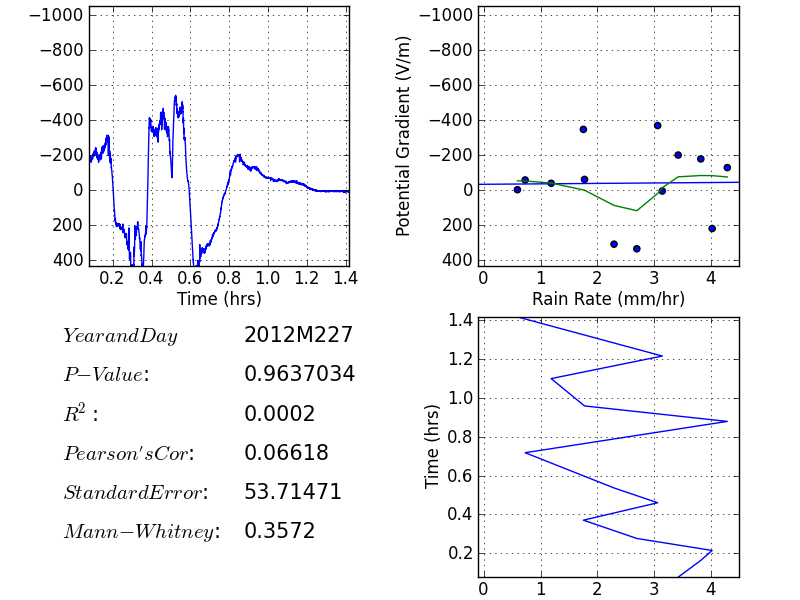 −1000
−800
−600
−400
−200
0
200
400
0.2 0.4 0.6 0.8 1.0 1.2 1.4
Time (hrs)
Potential Gradient (V/m)
−1000
−800
−600
−400
−200
0
200
400
0 1 2 3 4
Rain Rate (mm/hr)
YearandDay 2012M227
P−Value: 0.9637034
R² : 0.0002
Pearson'sCor: 0.06618
StandardError: 53.71471
Mann−Whitney: 0.3572
Time (hrs)
1.4
1.2
1.0
0.8
0.6
0.4
0.2
0 1 2 3 4